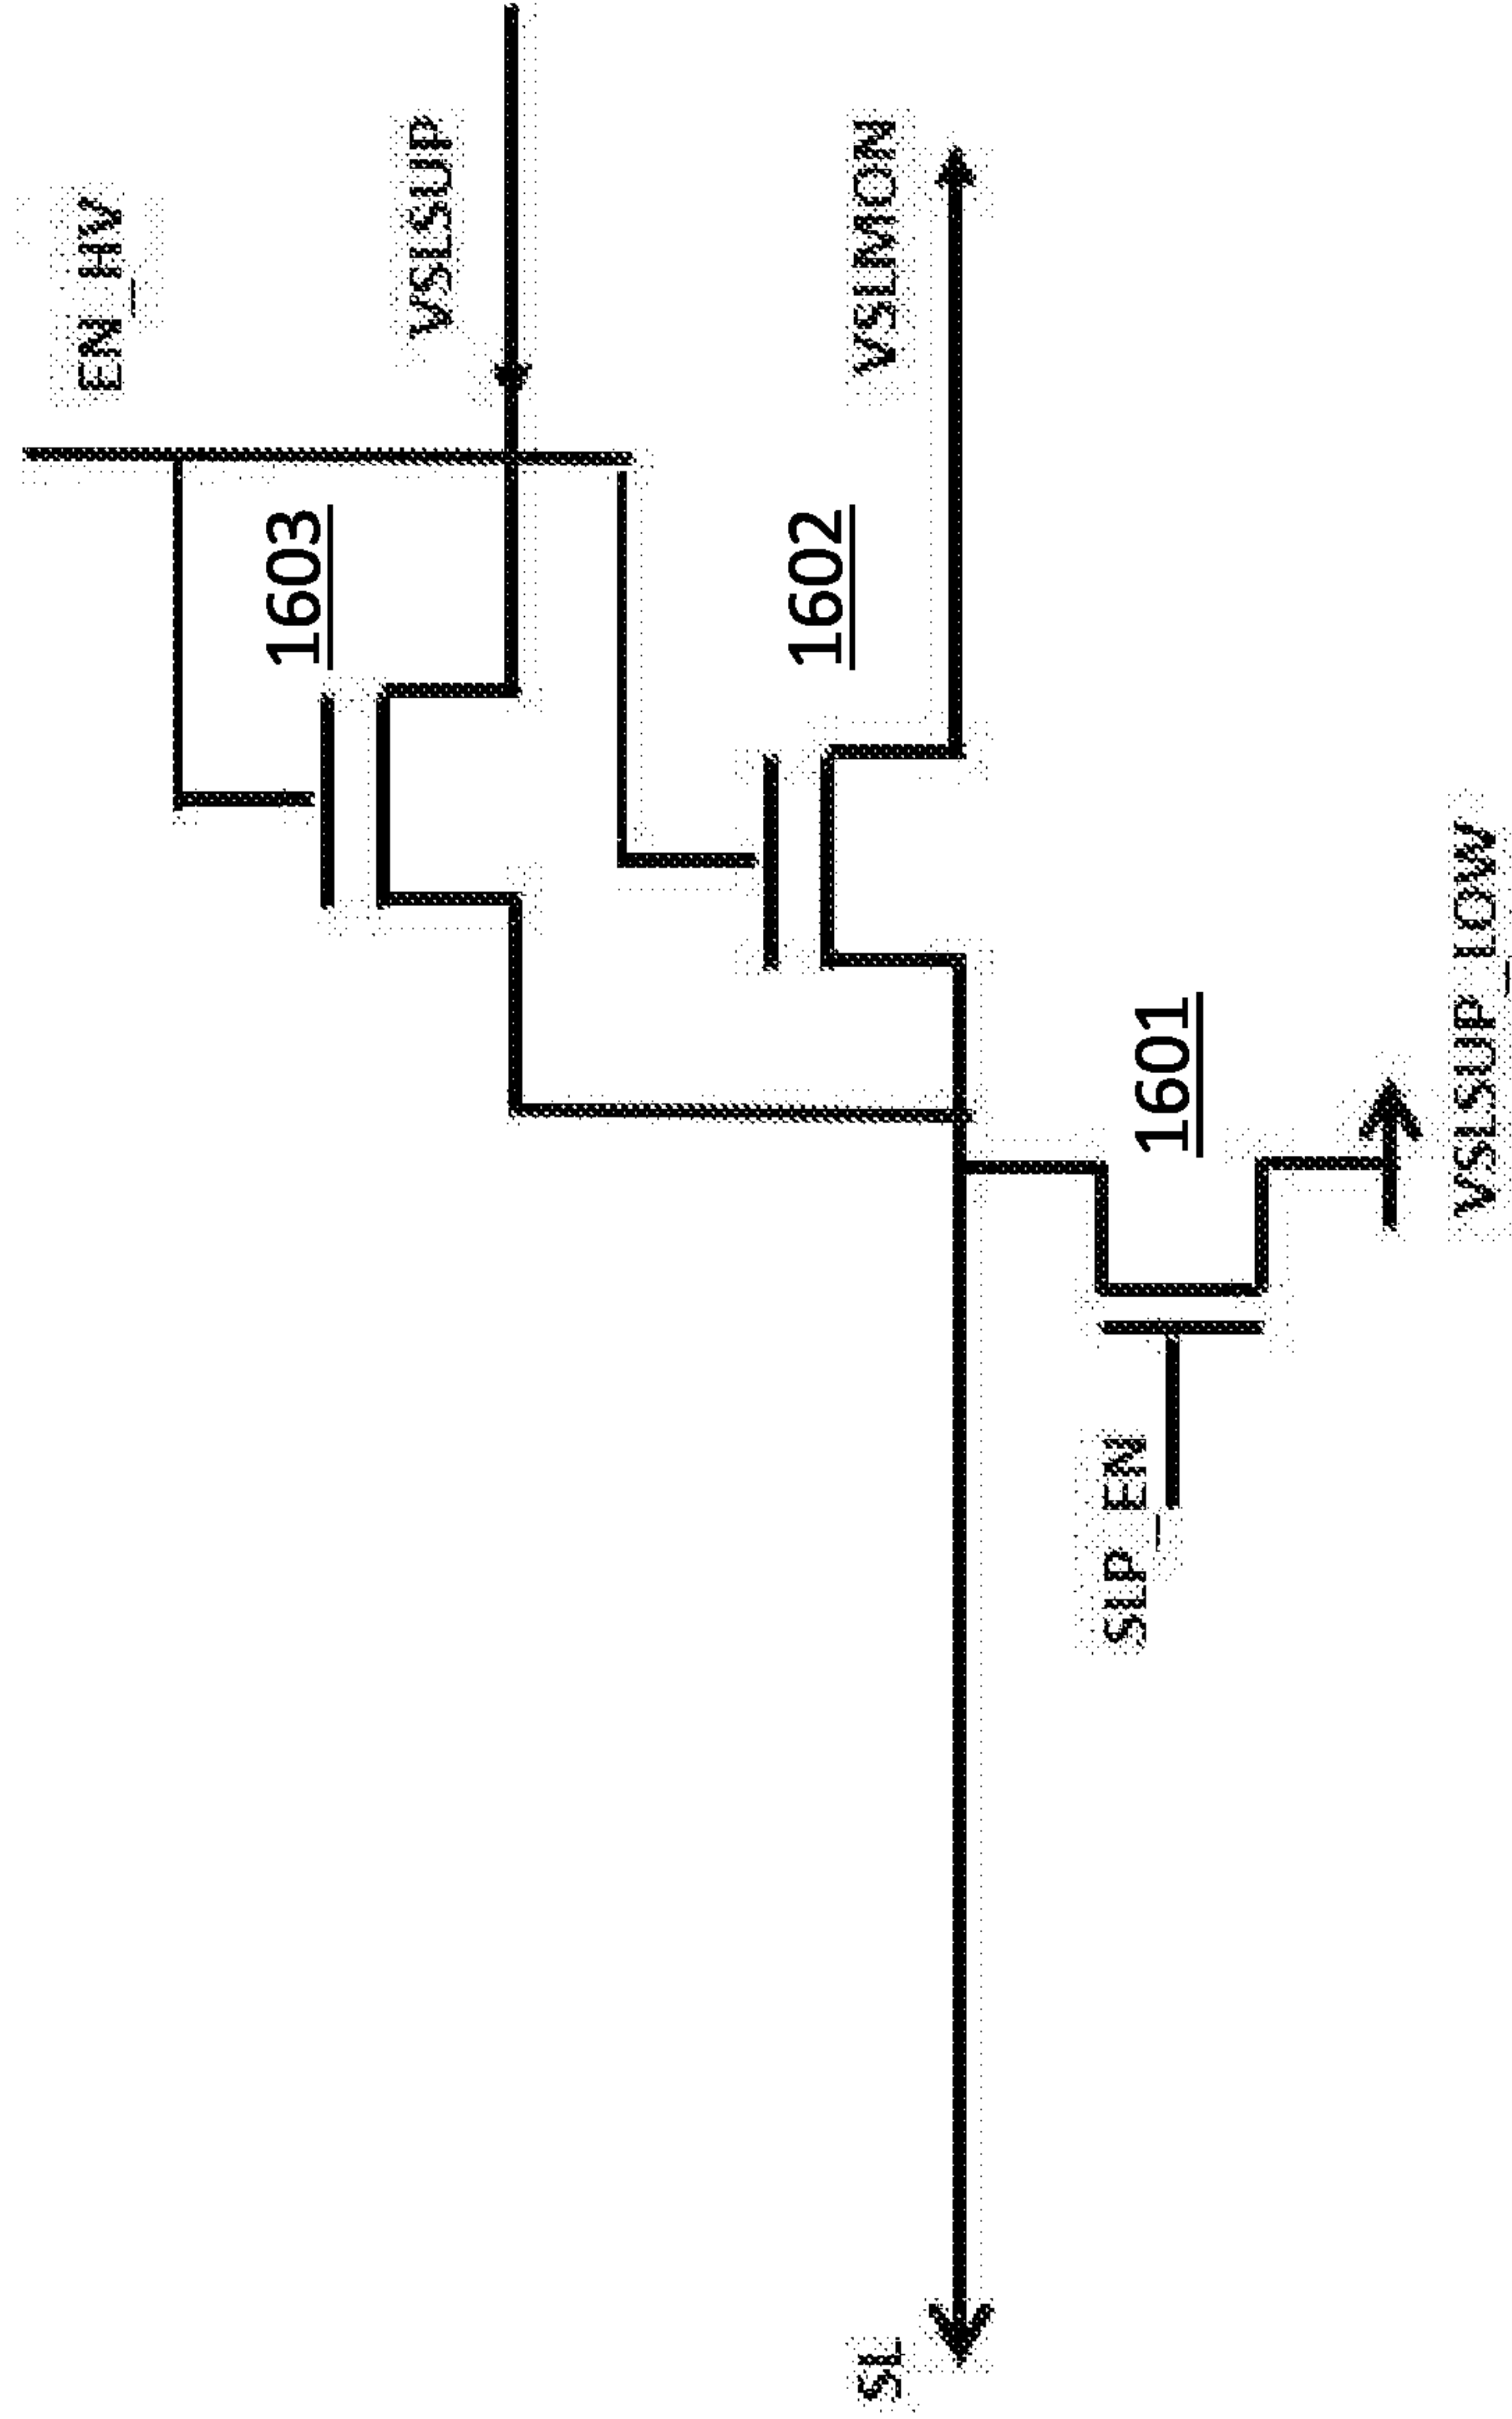 EN_HV
VSLSUP
1603
VSLMON
1602
1601
VSLSUP_LOW
SLP_EN
SL